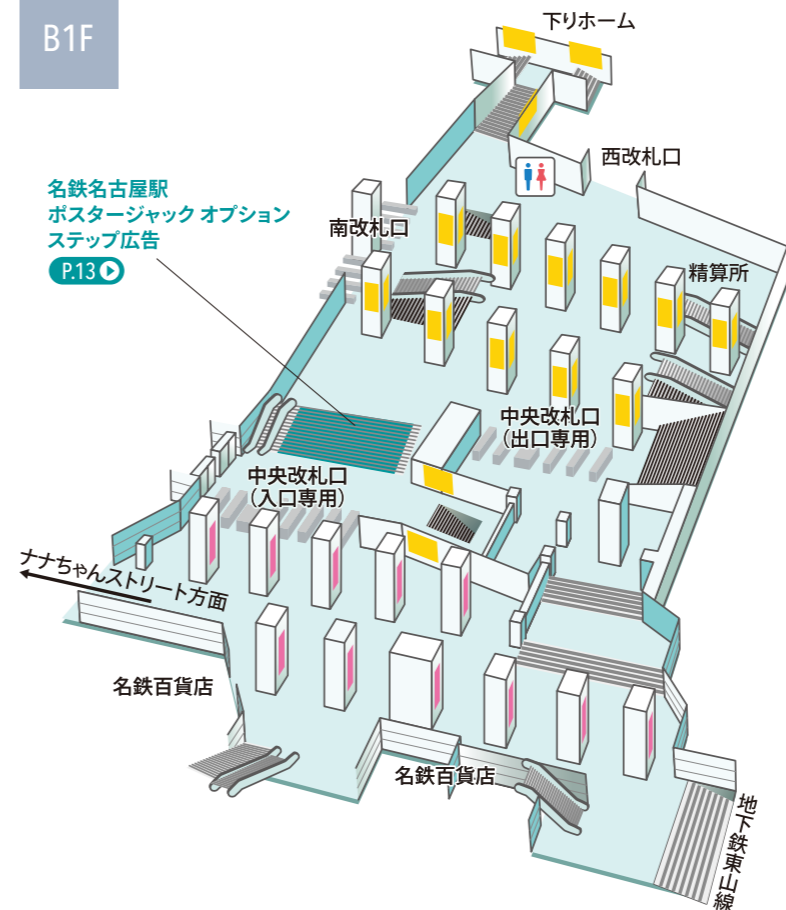 B1F
下りホーム
西改札口
名鉄名古屋駅
ポスタージャック オプション
ステップ広告
P.13
南改札口
精算所
中央改札口
（出口専用）
中央改札口
（入口専用）
ナナちゃんストリート方面
名鉄百貨店
名鉄百貨店
地下鉄東山線